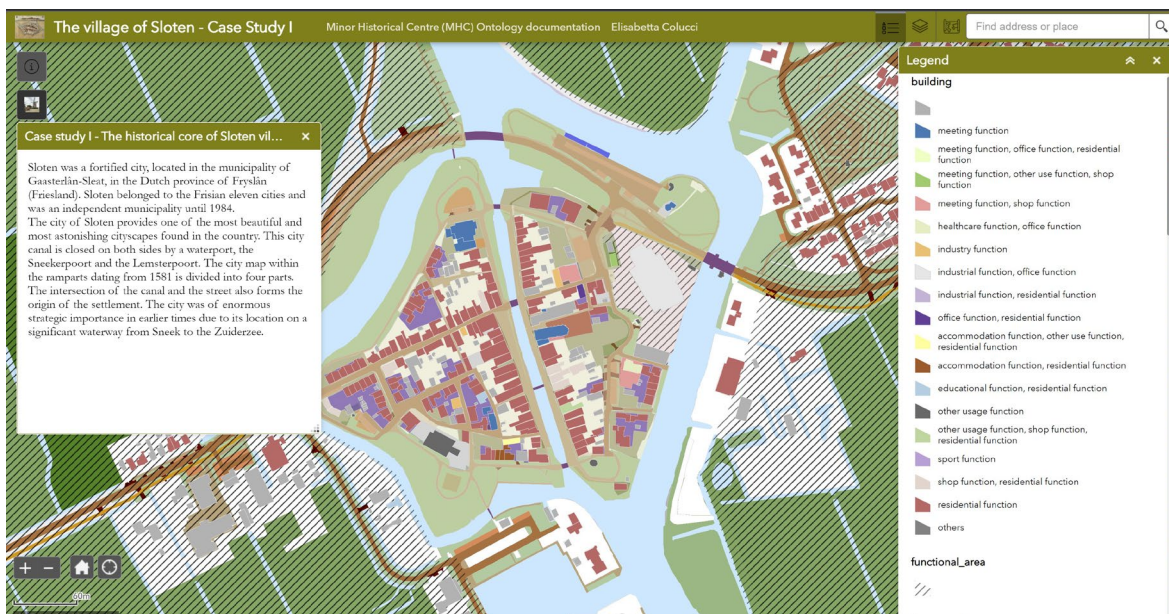 The village of Sloten - Case Study I
Minor Historical Centre (MHC) Ontology documentation Elisabetta Colucci
Find address or place
Case study I - The historical core of Sloten vil...
Sloten was a fortified city, located in the municipality of
Gaasterlân-Sleat, in the Dutch province of Fryslân
(Friesland). Sloten belonged to the Frisian eleven cities and
was an independent municipality until 1984.
The city of Sloten provides one of the most beautiful and
most astonishing cityscapes found in the country. This city
canal is closed on both sides by a waterport, the
Sneekerpoort and the Lemsterpoort. The city map within
the ramparts dating from 1581 is divided into four parts.
The intersection of the canal and the street also forms the
origin of the settlement. The city was of enormous
strategic importance in earlier times due to its location on a
significant waterway from Sneek to the Zuiderzee.
60m
Legend
building
meeting function
meeting function, office function, residential
function
meeting function, other use function, shop
function
meeting function, shop function
healthcare function, office function
industry function
industrial function, office function
industrial function, residential function
office function, residential function
accommodation function, other use function,
residential function
accommodation function, residential function
educational function, residential function
other usage function
other usage function, shop function,
residential function
sport function
shop function, residential function
residential function
others
functional_area